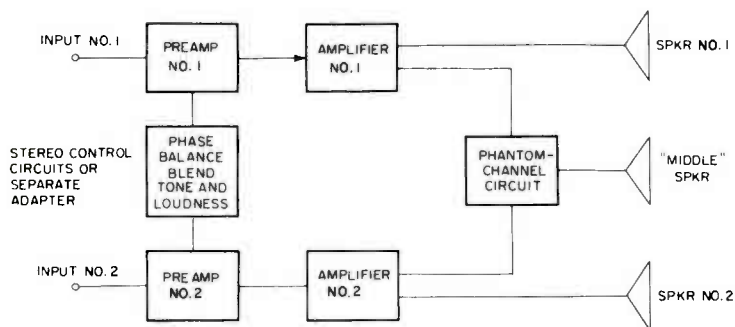 INPUT NO. 1
PREAMP
NO. 1
AMPLIFIER
NO. 1
SPKR NO. 1
STEREO CONTROL
CIRCUITS OR
SEPARATE
ADAPTER
PHASE
BALANCE
BLEND
TONE AND
LOUDNESS
PHANTOM-
CHANNEL
CIRCUIT
"MIDDLE"
SPKR
INPUT NO. 2
PREAMP
NO. 2
AMPLIFIER
NO. 2
SPKR NO. 2